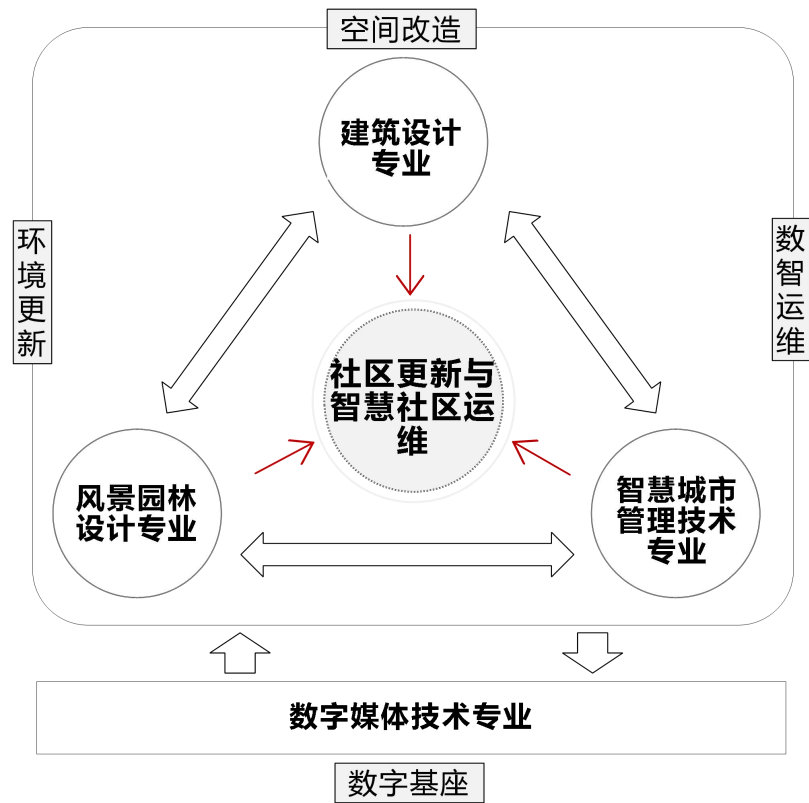 空间改造
建筑设计
专业
环境更新
数智运维
社区更新与
智慧社区运
维
风景园林
设计专业
智慧城市
管理技术
专业
数字媒体技术专业
数字基座